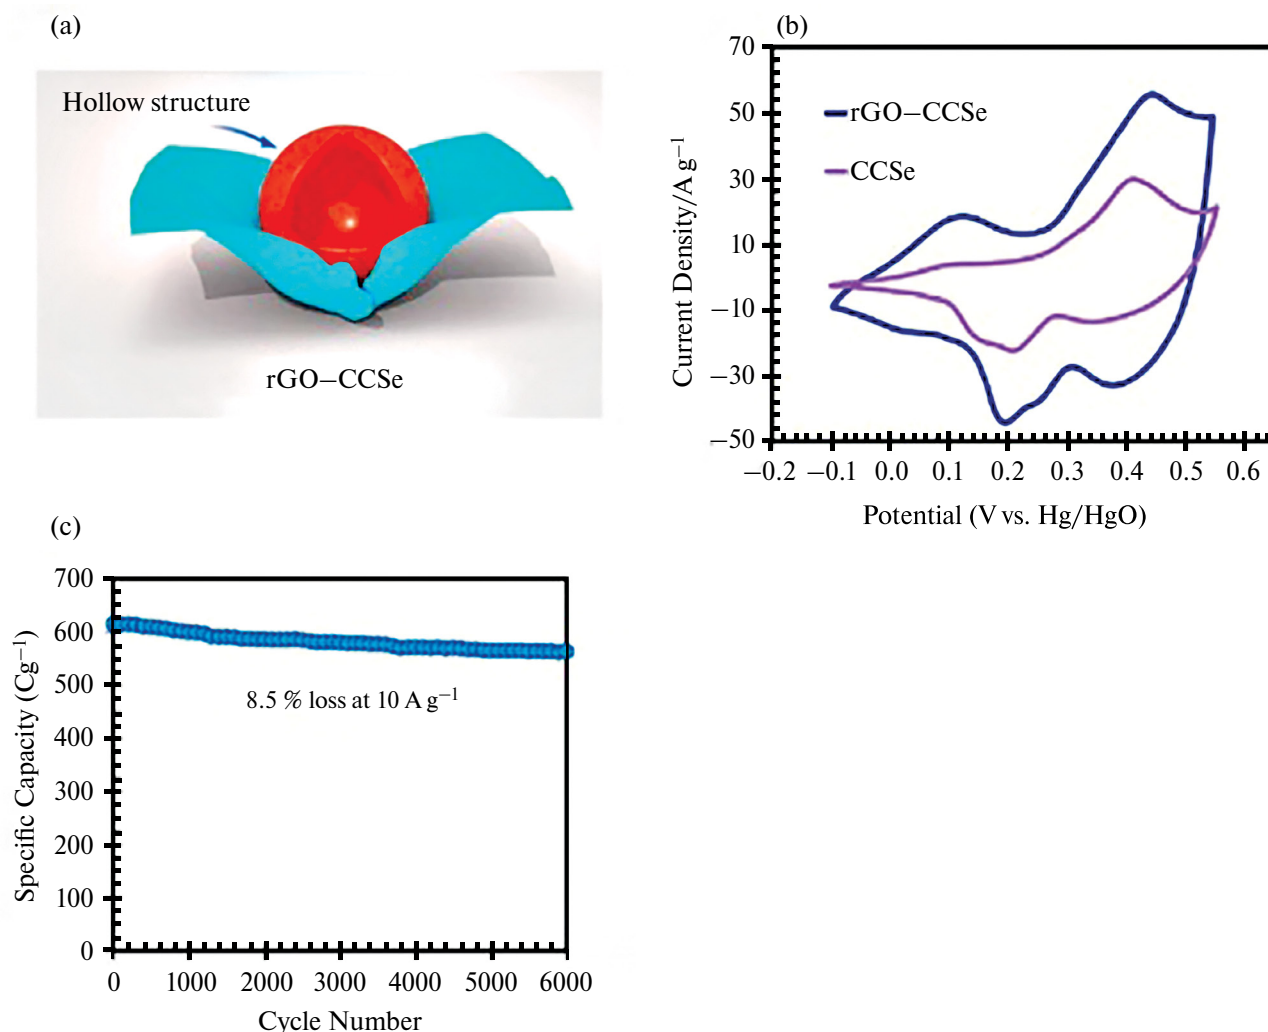 (a)
Hollow structure
rGO–CCSe
(b)
70
50
30
10
−10
−30
−50
Current Density/A g−1
rGO–CCSe
CCSe
−0.2 −0.1 0.0 0.1 0.2 0.3 0.4 0.5 0.6
Potential (V vs. Hg/HgO)
(c)
700
600
500
400
300
200
100
0
Specific Capacity (Cg−1)
8.5 % loss at 10 A g−1
0 1000 2000 3000 4000 5000 6000
Cycle Number